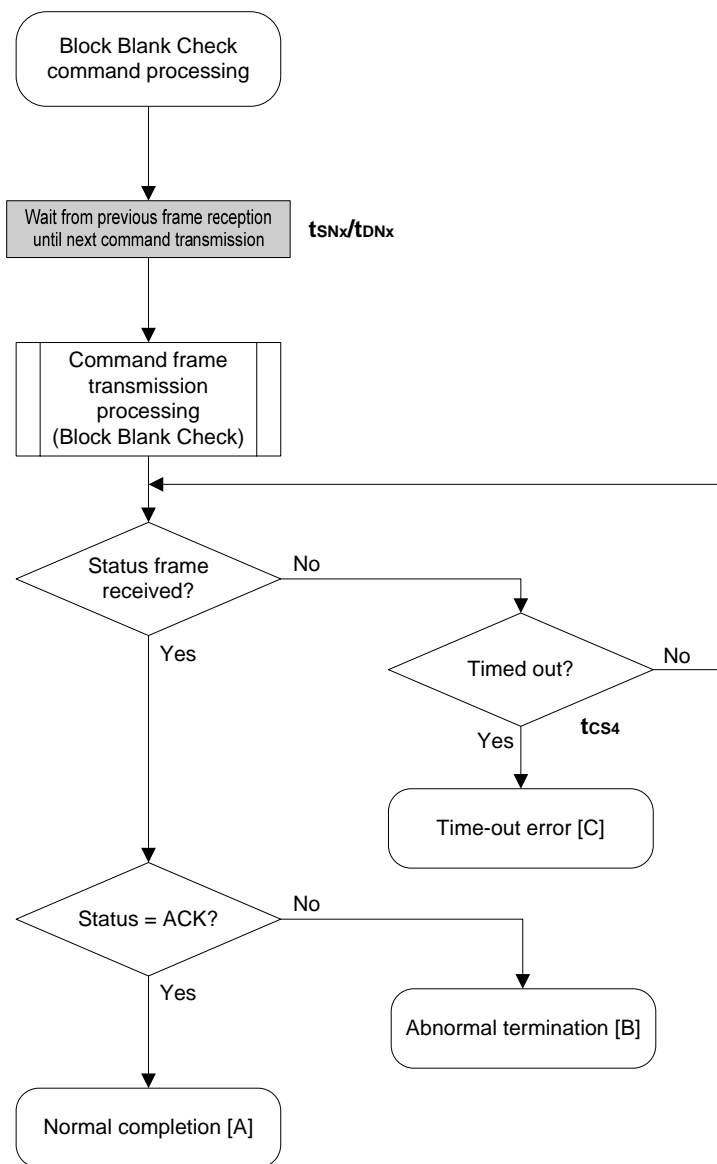 Block Blank Check
command processing
Wait from previous frame reception
until next command transmission
tSNx/tDNx
Command frame
transmission
processing
(Block Blank Check)
Status frame
received?
No
Yes
Timed out?
No
tCS4
Yes
Time-out error [C]
Status = ACK?
No
Yes
Abnormal termination [B]
Normal completion [A]